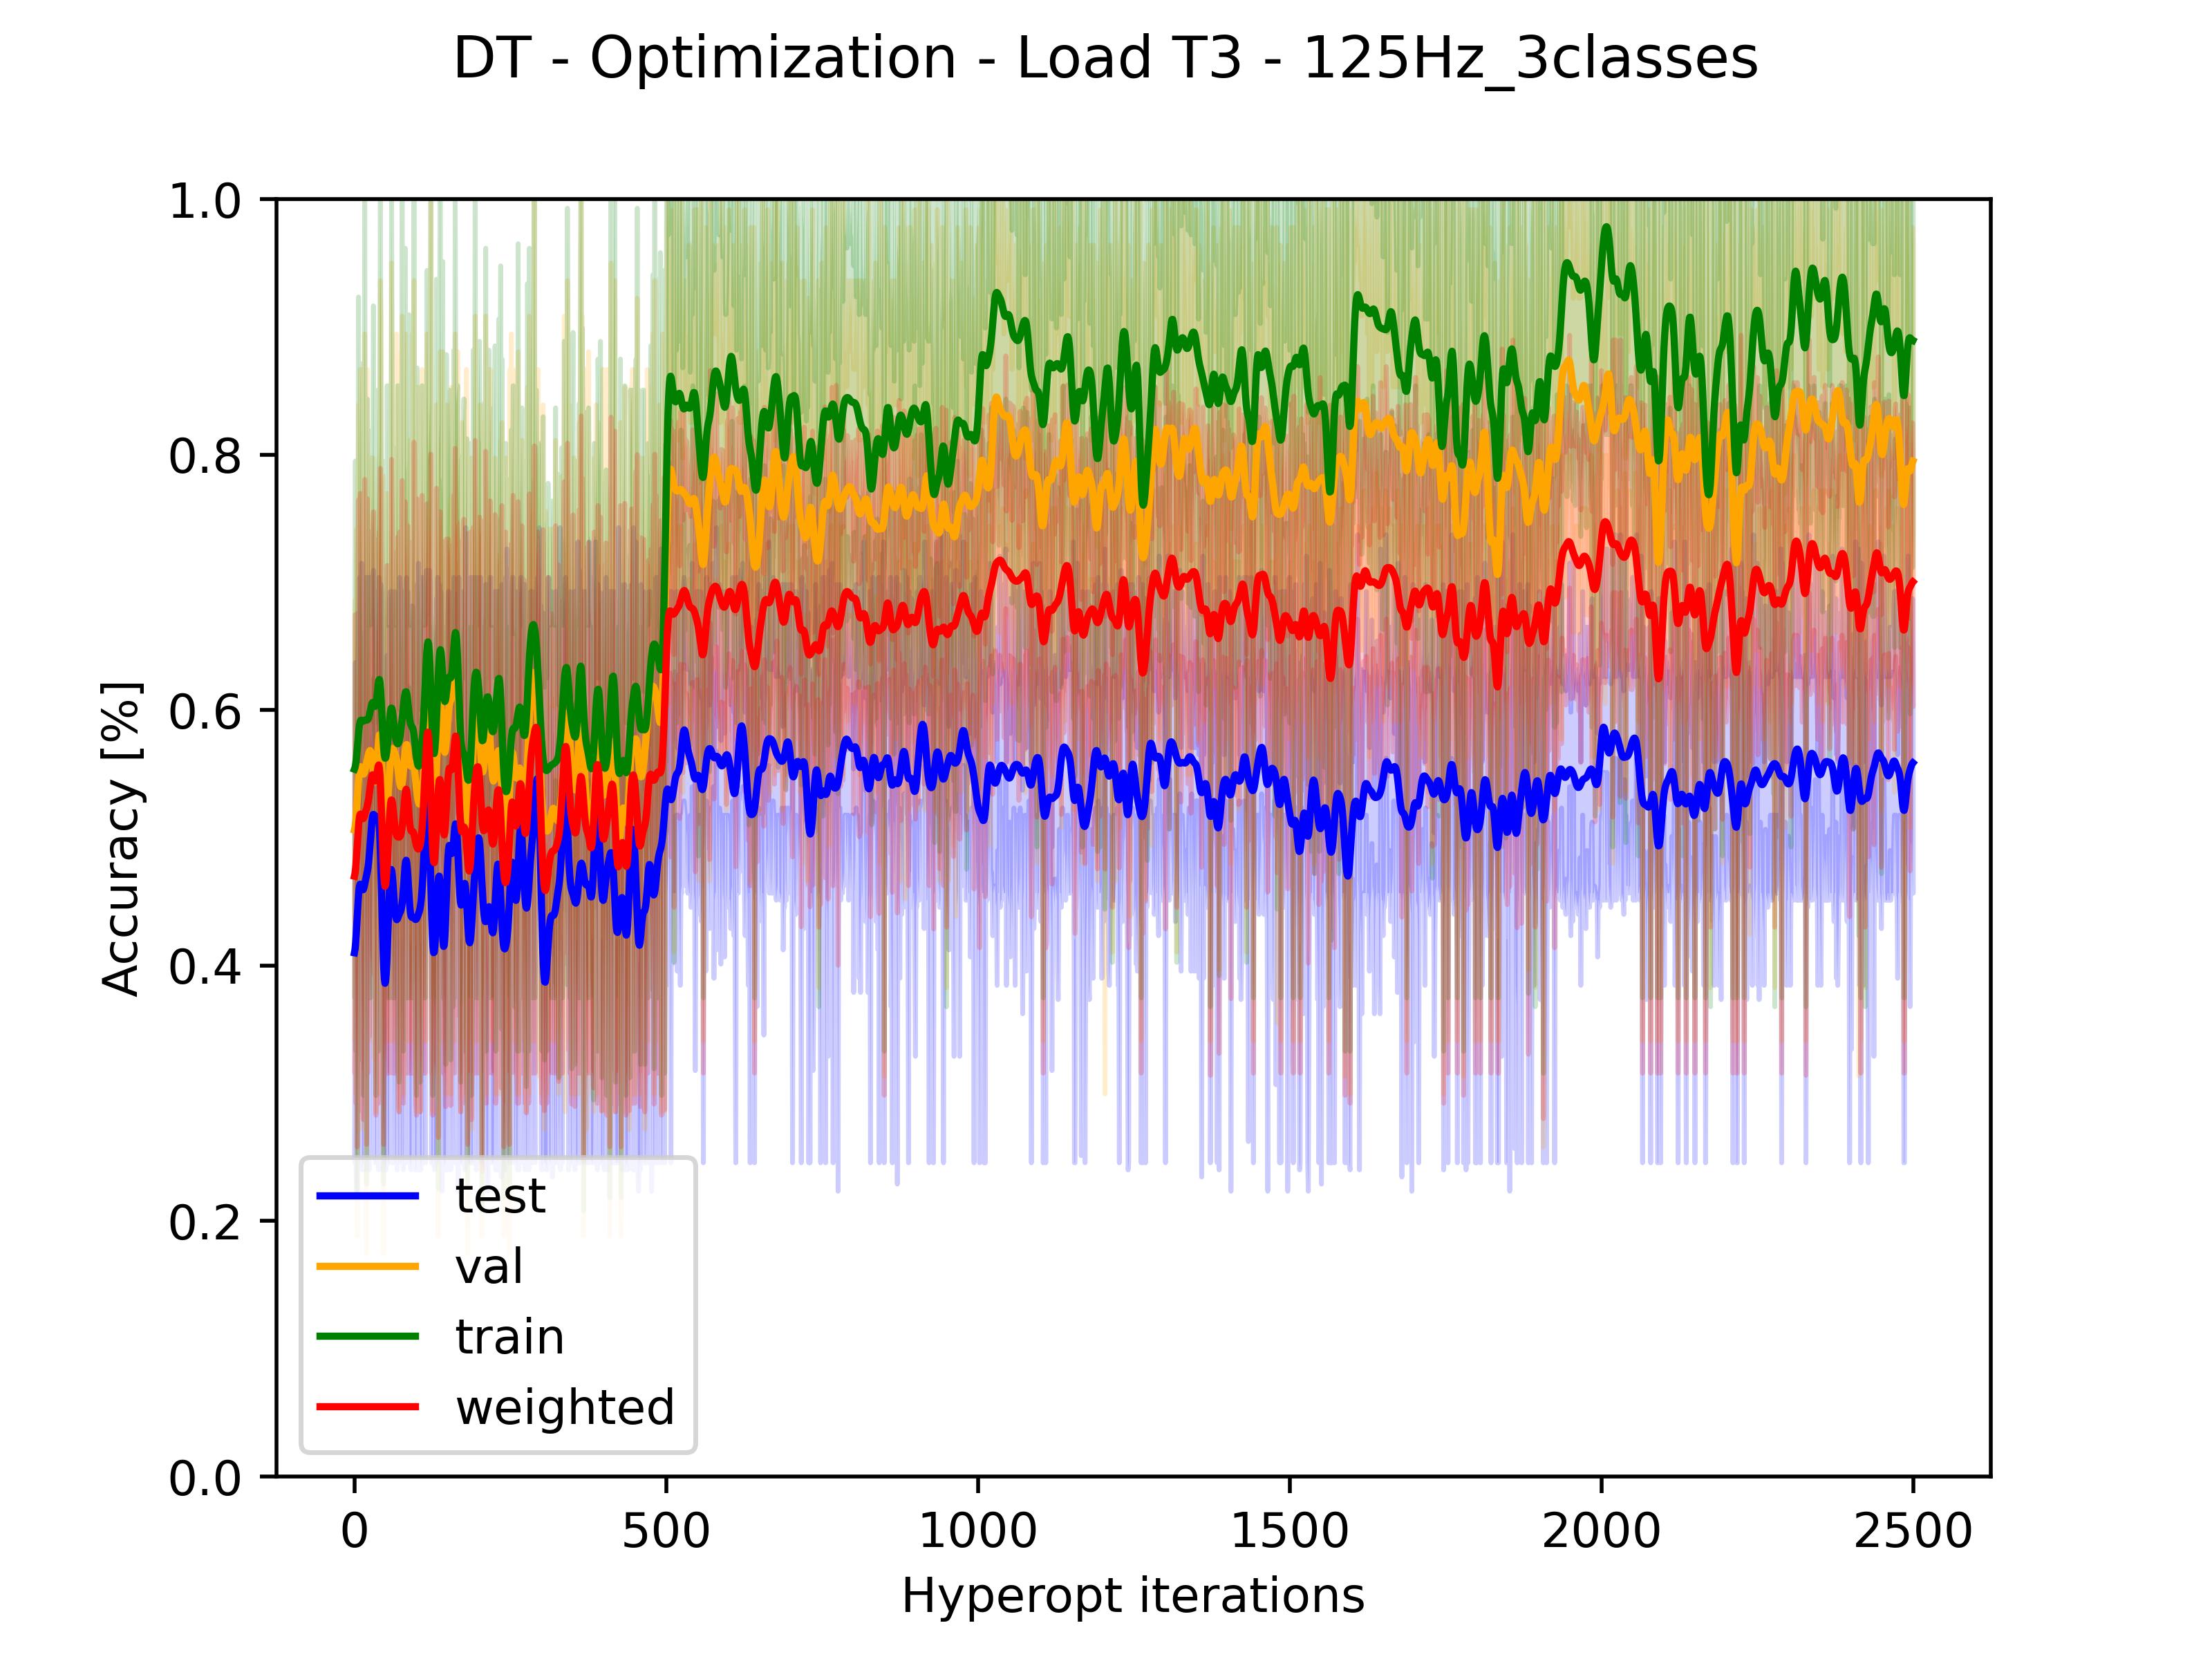 DT - Optimization - Load T3 - 125Hz_3classes
1.0
0.8
0.6
0.4
0.2
0.0
Accuracy [%]
test
val
train
weighted
0 500 1000 1500 2000 2500
Hyperopt iterations